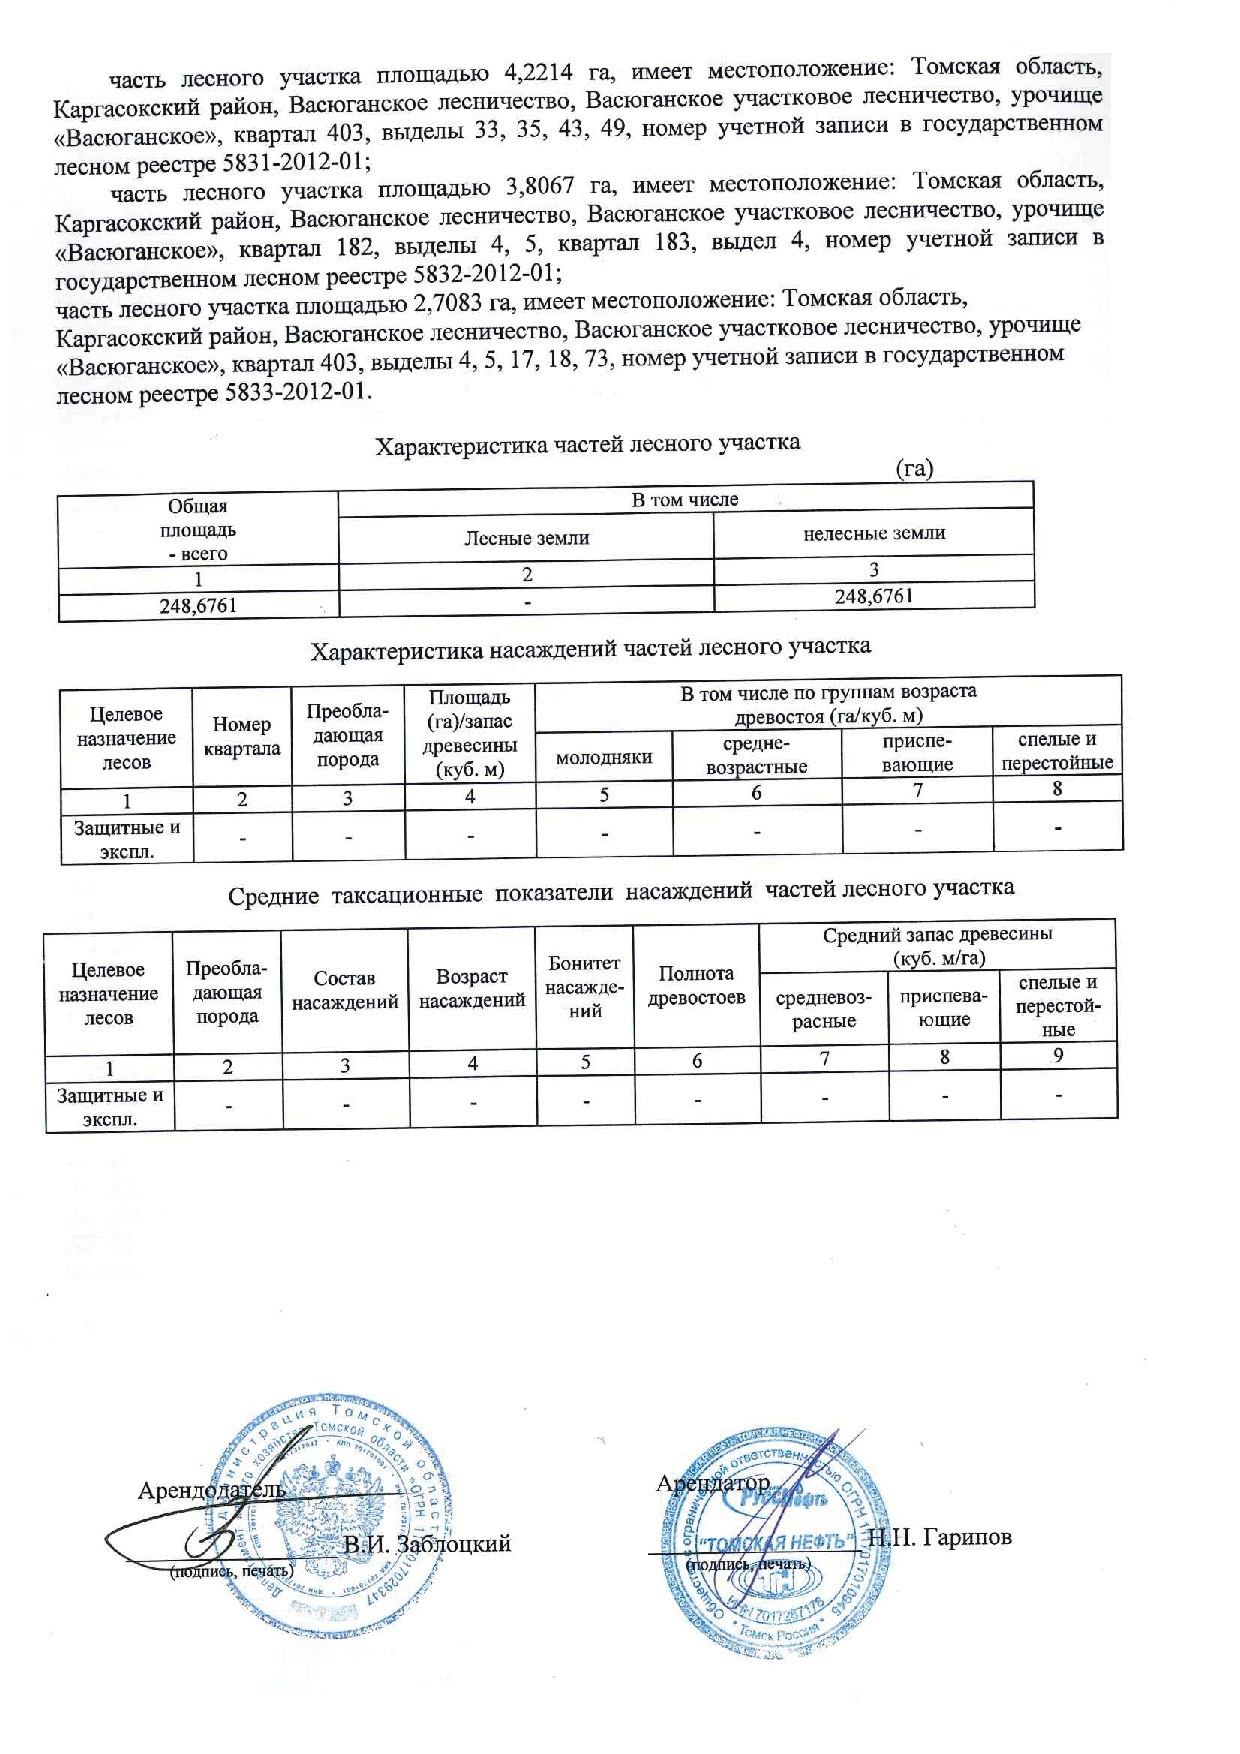 часть лесного участка площадью 4,2214 га, имеет местоположение: Томская область,
Каргасокский район, Васюганское лесничество, Васюганское участковое лесничество, урочище
«Васюганское», квартал 403, выделы 33, 35, 43, 49, номер учетной записи в государственном
лесном реестре 5831-2012-01;
часть лесного участка площадью 3,8067 га, имеет местоположение: Томская область,
Каргасокский район, Васюганское лесничество, Васюганское участковое лесничество, урочище
«Васюганское», квартал 182, выделы 4, 5, квартал 183, выдел 4, номер учетной записи в
государственном лесном реестре 5832-2012-01;
часть лесного участка площадью 2,7083 га, имеет местоположение: Томская область,
Каргасокский район, Васюганское лесничество, Васюганское участковое лесничество, урочище
«Васюганское», квартал 403, выделы 4, 5, 17, 18, 73, номер учетной записи в государственном
лесном реестре 5833-2012-01.
Характеристика частей лесного участка
(га)
Общая
площадь
- всего
В том числе
Лесные земли
нелесные земли
1 2 3
248,6761 - 248,6761
Характеристика насаждений частей лесного участка
Целевое
назначение
лесов
Номер
квартала
Преобла-
дающая
порода
Площадь
(га)/запас
древесины
(куб. м)
В том числе по группам возраста
древостоя (га/куб. м)
молодняки
средне-
возрастные
приспе-
вающие
спелые и
перестойные
1 2 3 4 5 6 7 8
Защитные и
экспл.
- - - - - - -
Средние таксационные показатели насаждений частей лесного участка
Целевое
назначение
лесов
Преобла-
дающая
порода
Состав
насаждений
Возраст
насаждений
Бонитет
насажде-
ний
Полнота
древостоев
Средний запас древесины
(куб. м/га)
средневоз-
расные
приспева-
ющие
спелые и
перестой-
ные
1 2 3 4 5 6 7 8 9
Защитные и
экспл.
- - - - - - - -
Арендодатель
В.И. Заблоцкий
(подпись, печать)
Администрация Томской области
Арендатор
Н.Н. Гарипов
(подпись, печать)
Русснефть
"ТОМСКАЯ НЕФТЬ"
ИНН 7017287178
Томск Россия